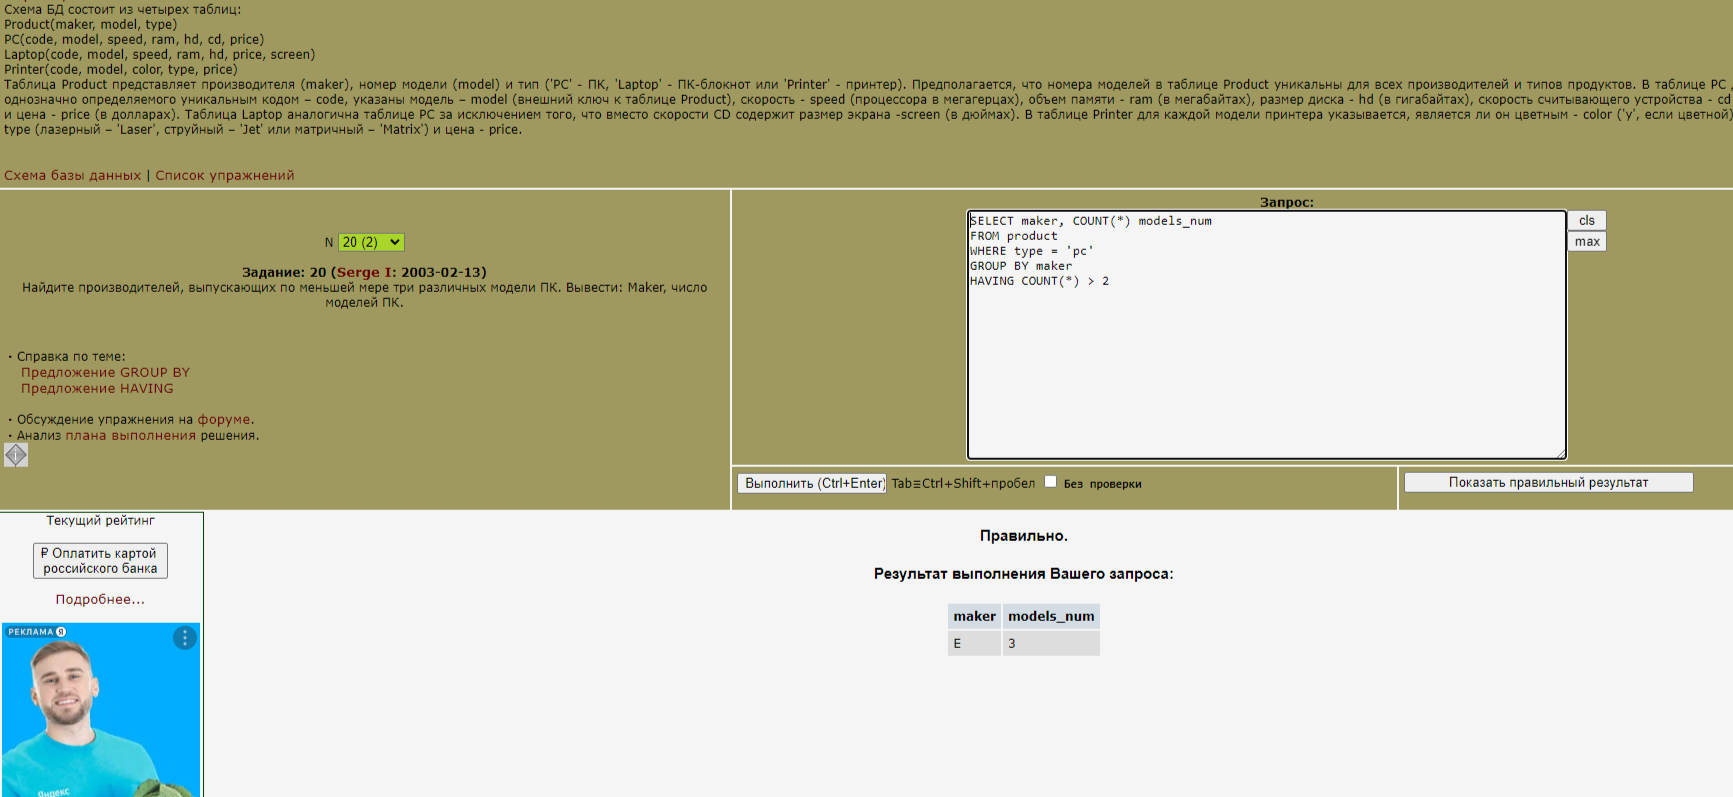 Схема БД состоит из четырех таблиц:
Product(maker, model, type)
PC(code, model, speed, ram, hd, cd, price)
Laptop(code, model, speed, ram, hd, price, screen)
Printer(code, model, color, type, price)
Таблица Product представляет производителя (maker), номер модели (model) и тип ('PC' - ПК, 'Laptop' - ПК-блокнот или 'Printer' - принтер). Предполагается, что номера моделей в таблице Product уникальны для всех производителей и типов продуктов. В таблице PC ,
однозначно определяемого уникальным кодом – code, указаны модель – model (внешний ключ к таблице Product), скорость - speed (процессора в мегагерцах), объем памяти - ram (в мегабайтах), размер диска - hd (в гигабайтах), скорость считывающего устройства - cd
и цена - price (в долларах). Таблица Laptop аналогична таблице PC за исключением того, что вместо скорости CD содержит размер экрана -screen (в дюймах). В таблице Printer для каждой модели принтера указывается, является ли он цветным - color ('y', если цветной)
type (лазерный – 'Laser', струйный – 'Jet' или матричный – 'Matrix') и цена - price.
Схема базы данных | Список упражнений
N 20 (2)
Задание: 20 (Serge I: 2003-02-13)
Найдите производителей, выпускающих по меньшей мере три различных модели ПК. Вывести: Maker, число
моделей ПК.
• Справка по теме:
Предложение GROUP BY
Предложение HAVING
• Обсуждение упражнения на форуме.
• Анализ плана выполнения решения.
Запрос:
SELECT maker, COUNT(*) models_num
FROM product
WHERE type = 'pc'
GROUP BY maker
HAVING COUNT(*) > 2
cls
max
Выполнить (Ctrl+Enter) Tab≡Ctrl+Shift+пробел Без проверки
Показать правильный результат
Текущий рейтинг
₽ Оплатить картой
российского банка
Подробнее...
РЕКЛАМА Я
Яндекс
Правильно.
Результат выполнения Вашего запроса:
maker models_num
E 3